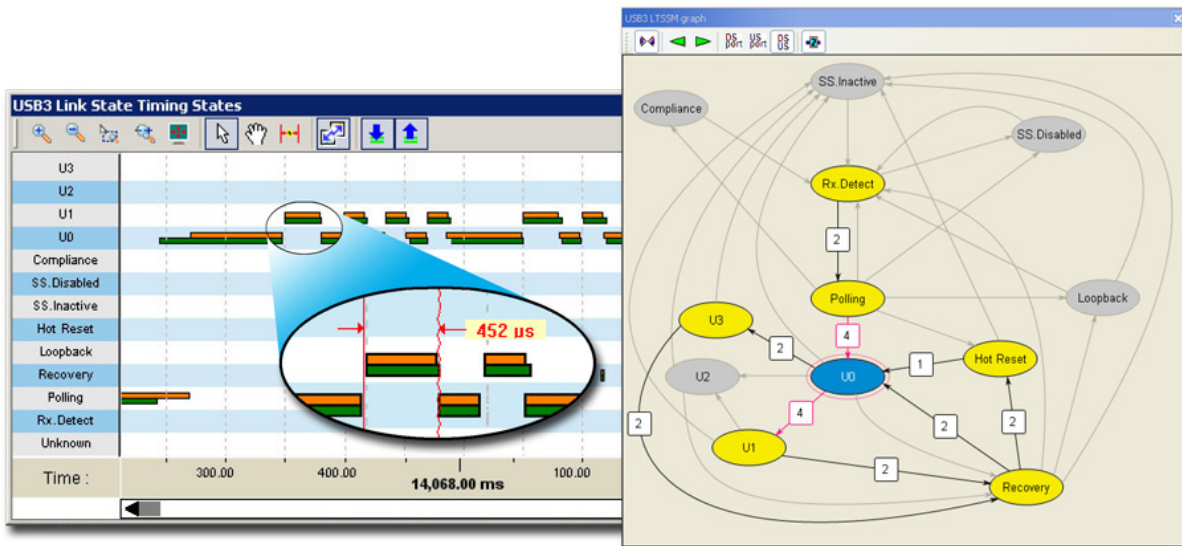 USB3 Link State Timing States
U3
U2
U1
U0
Compliance
SS.Disabled
SS.Inactive
Hot Reset
Loopback
Recovery
Polling
Rx.Detect
Unknown
452 µs
Time :
300.00
400.00
14,068.00 ms
100.00
USB3 LTSSM graph
DS port
US port
DS US
Z
SS.Inactive
Compliance
SS.Disabled
Rx.Detect
2
Polling
Loopback
U3
4
2
Hot Reset
1
U2
U0
2
4
2
2
U1
2
Recovery